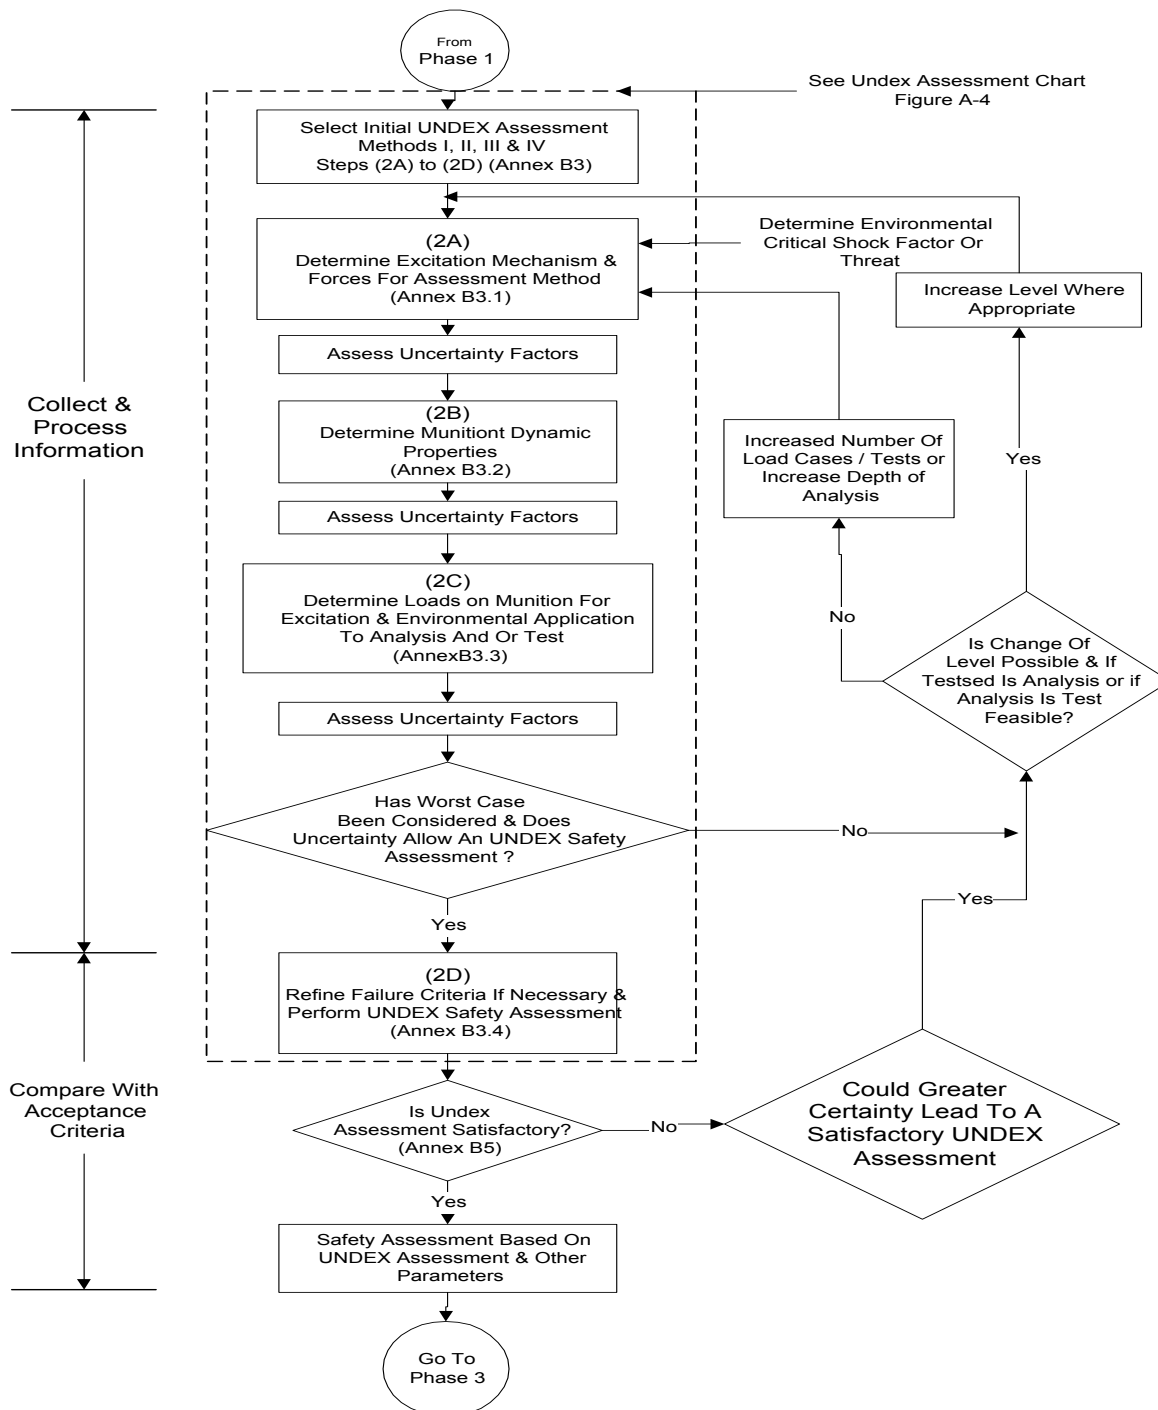 From
Phase 1
See Undex Assessment Chart
Figure A-4
Select Initial UNDEX Assessment
Methods I, II, III & IV
Steps (2A) to (2D) (Annex B3)
Determine Environmental
Critical Shock Factor Or
Threat
(2A)
Determine Excitation Mechanism &
Forces For Assessment Method
(Annex B3.1)
Increase Level Where
Appropriate
Assess Uncertainty Factors
Collect &
Process
Information
(2B)
Determine Munitiont Dynamic
Properties
(Annex B3.2)
Increased Number Of
Load Cases / Tests or
Increase Depth of
Analysis
Yes
Assess Uncertainty Factors
(2C)
Determine Loads on Munition For
Excitation & Environmental Application
To Analysis And Or Test
(AnnexB3.3)
No
Is Change Of
Level Possible & If
Testsed Is Analysis or if
Analysis Is Test
Feasible?
Assess Uncertainty Factors
Has Worst Case
Been Considered & Does
Uncertainty Allow An UNDEX Safety
Assessment ?
No
Yes
Yes
(2D)
Refine Failure Criteria If Necessary &
Perform UNDEX Safety Assessment
(Annex B3.4)
Compare With
Acceptance
Criteria
Is Undex
Assessment Satisfactory?
(Annex B5)
No
Could Greater
Certainty Lead To A
Satisfactory UNDEX
Assessment
Yes
Safety Assessment Based On
UNDEX Assessment & Other
Parameters
Go To
Phase 3